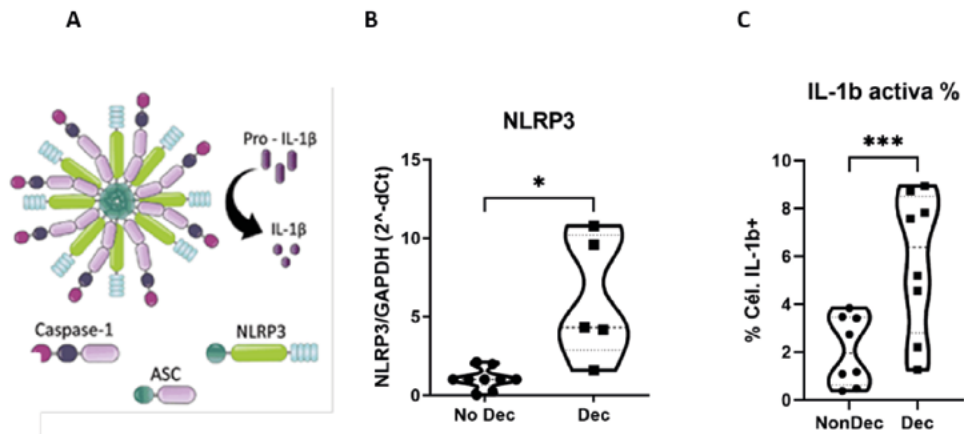 A
Pro - IL-1β
IL-1β
Caspase-1
NLRP3
ASC
B
NLRP3
*
NLRP3/GAPDH (2^-dCt)
15
10
5
0
No Dec
Dec
C
IL-1b activa %
***
% Cél. IL-1b+
10
8
6
4
2
0
NonDec
Dec